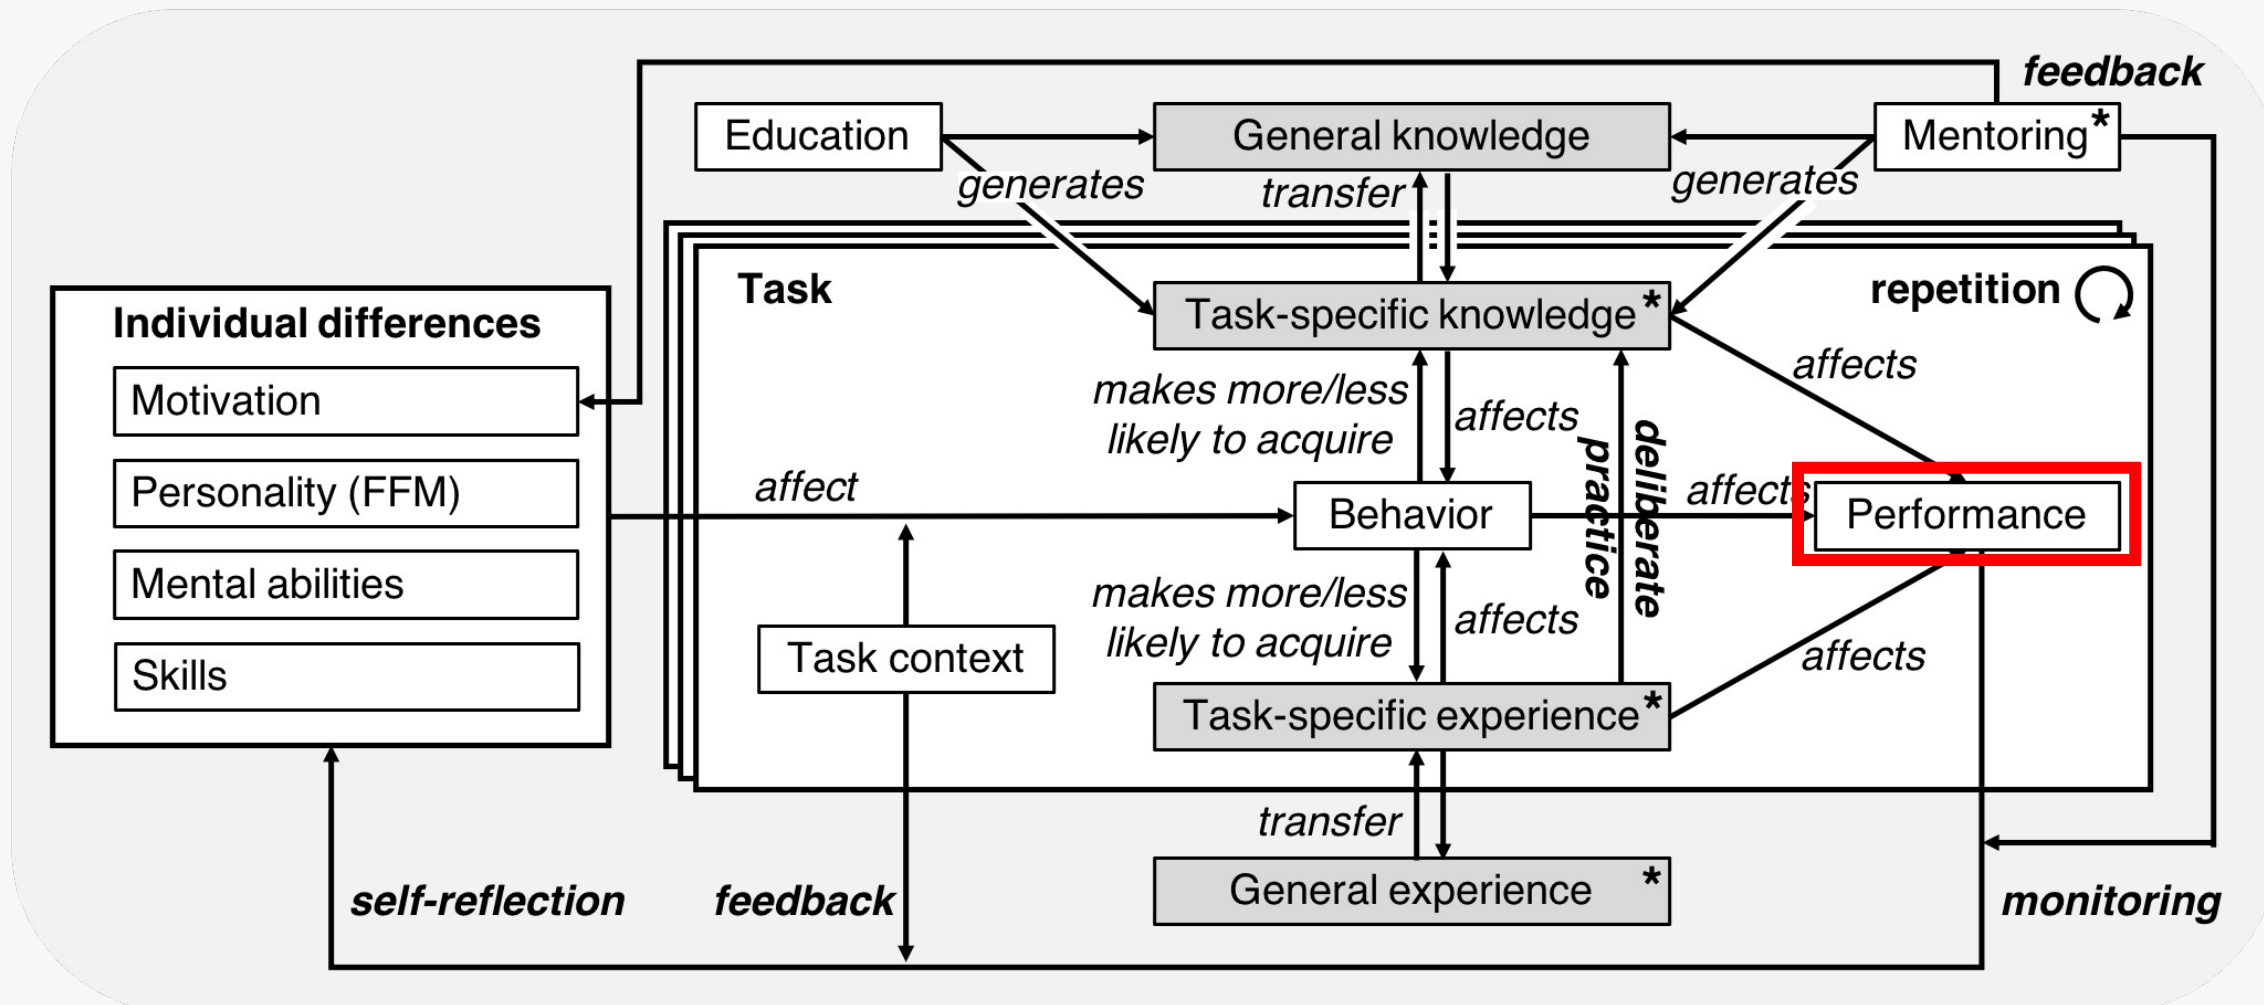 feedback
Education
General knowledge
Mentoring*
generates
transfer
generates
Task
repetition
Individual differences
Task-specific knowledge*
Motivation
makes more/less
likely to acquire
affects
affects
deliberate
practice
Personality (FFM)
affect
Behavior
affects
Performance
Mental abilities
makes more/less
likely to acquire
affects
Task context
affects
Skills
Task-specific experience*
transfer
General experience *
self-reflection
feedback
monitoring